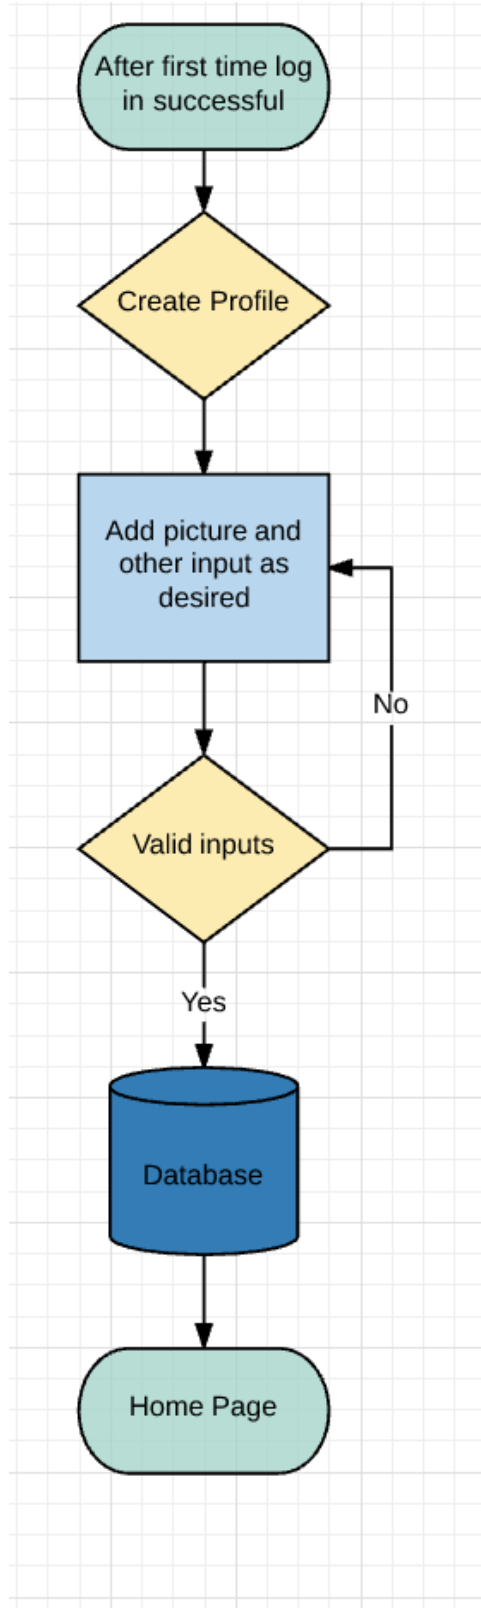 After first time log
in successful
Create Profile
Add picture and
other input as
desired
No
Valid inputs
Yes
Database
Home Page